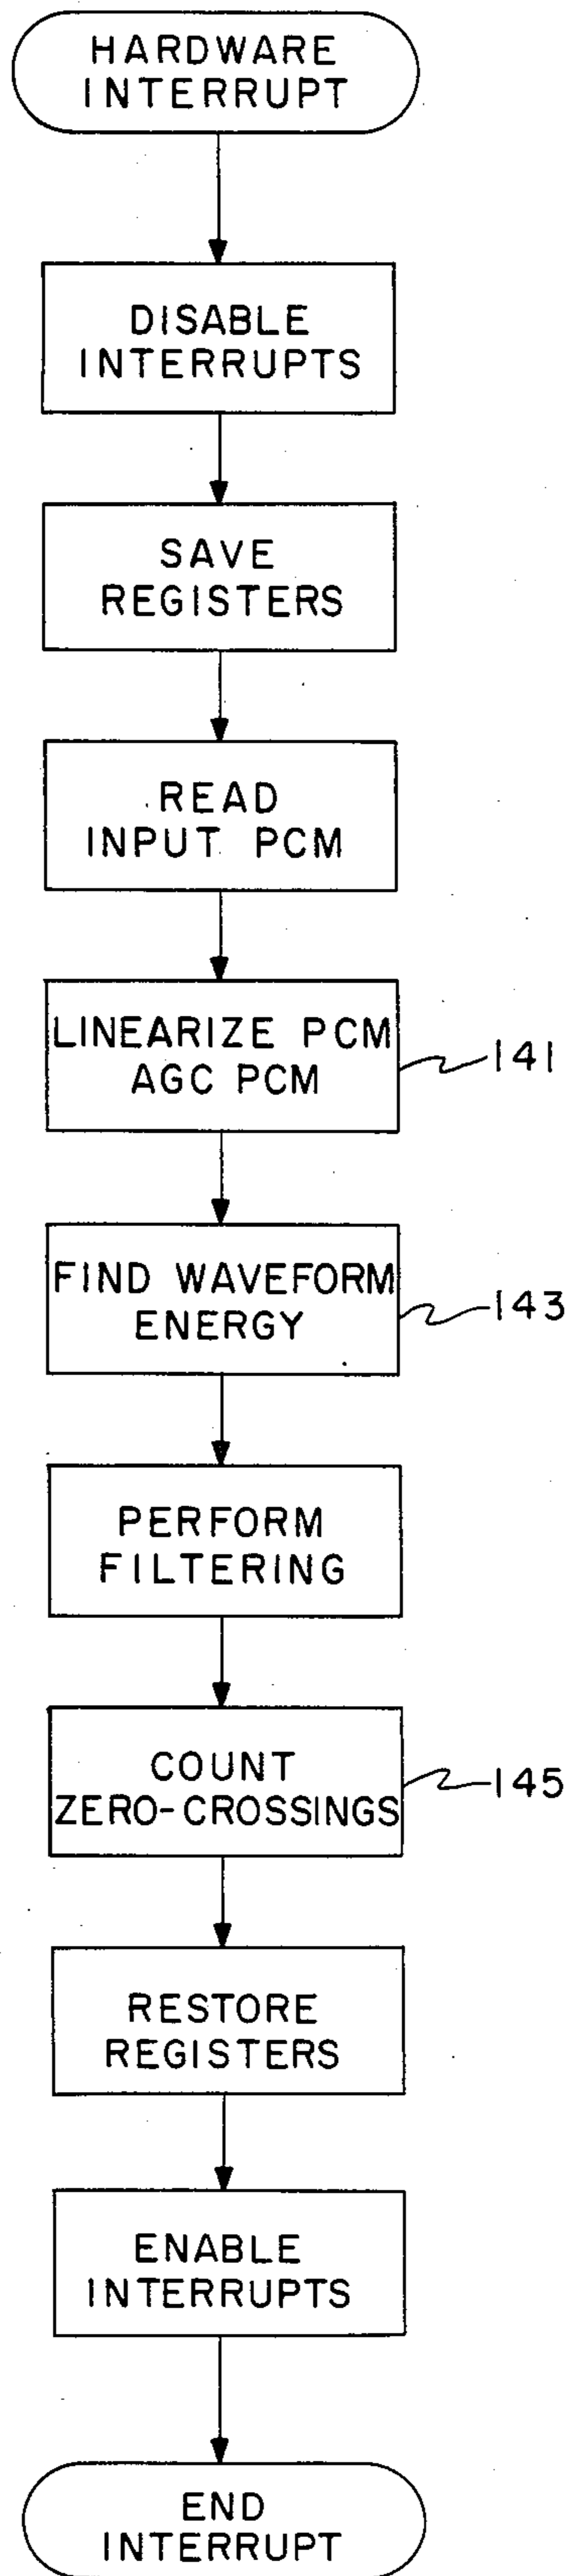 HARDWARE
INTERRUPT
DISABLE
INTERRUPTS
SAVE
REGISTERS
READ
INPUT PCM
LINEARIZE PCM
AGC PCM
141
FIND WAVEFORM
ENERGY
143
PERFORM
FILTERING
COUNT
ZERO-CROSSINGS
145
RESTORE
REGISTERS
ENABLE
INTERRUPTS
END
INTERRUPT